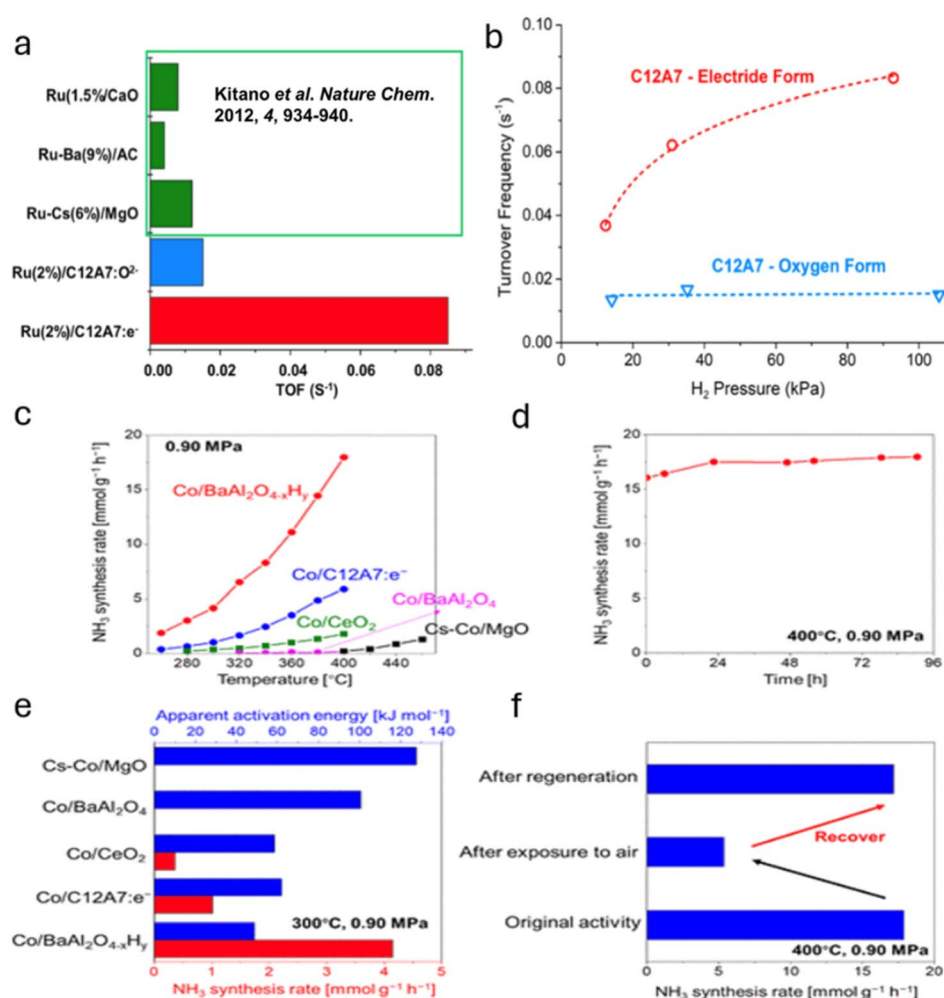 a
Ru(1.5%/CaO
Ru-Ba(9%)/AC
Ru-Cs(6%)/MgO
Ru(2%)/C12A7:O²⁻
Ru(2%)/C12A7:e⁻
Kitano et al. Nature Chem.
2012, 4, 934-940.
0.00 0.02 0.04 0.06 0.08
TOF (S⁻¹)
b
0.10
0.08
0.06
0.04
0.02
0.00
Turnover Frequency (s⁻¹)
C12A7 - Electride Form
C12A7 - Oxygen Form
0 20 40 60 80 100
H₂ Pressure (kPa)
c
20
15
10
5
0
NH₃ synthesis rate [mmol g⁻¹ h⁻¹]
0.90 MPa
Co/BaAl₂O₄₋ₓHᵧ
Co/C12A7:e⁻
Co/BaAl₂O₄
Co/CeO₂
Cs-Co/MgO
280 320 360 400 440
Temperature [°C]
d
20
15
10
5
0
NH₃ synthesis rate [mmol g⁻¹ h⁻¹]
400°C, 0.90 MPa
0 24 48 72 96
Time [h]
e
Apparent activation energy [kJ mol⁻¹]
0 20 40 60 80 100 120 140
Cs-Co/MgO
Co/BaAl₂O₄
Co/CeO₂
Co/C12A7:e⁻
Co/BaAl₂O₄₋ₓHᵧ
300°C, 0.90 MPa
0 1 2 3 4 5
NH₃ synthesis rate [mmol g⁻¹ h⁻¹]
f
After regeneration
After exposure to air
Original activity
Recover
400°C, 0.90 MPa
0 5 10 15 20
NH₃ synthesis rate [mmol g⁻¹ h⁻¹]